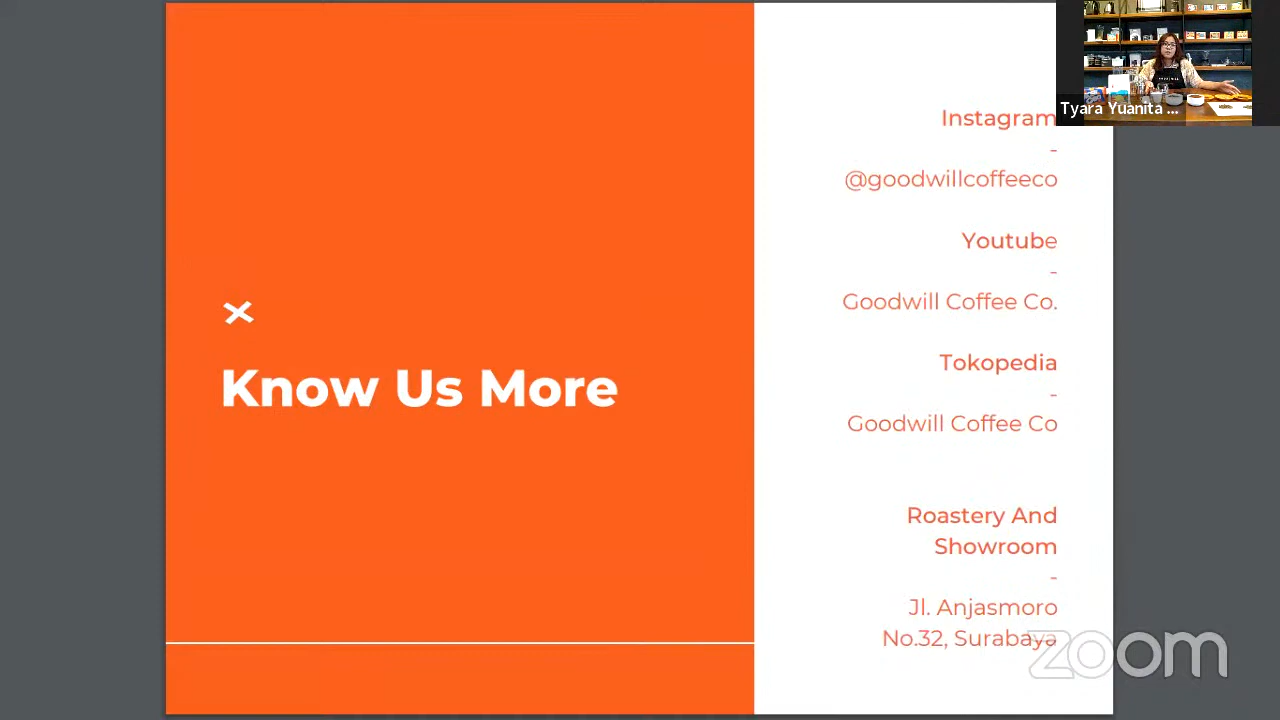 Know Us More
Instagram
-
@goodwillcoffeeco
Youtube
-
Goodwill Coffee Co.
Tokopedia
-
Goodwill Coffee Co
Roastery And
Showroom
-
Jl. Anjasmoro
No.32, Surabaya
Tyara Yuanita ...
zoom